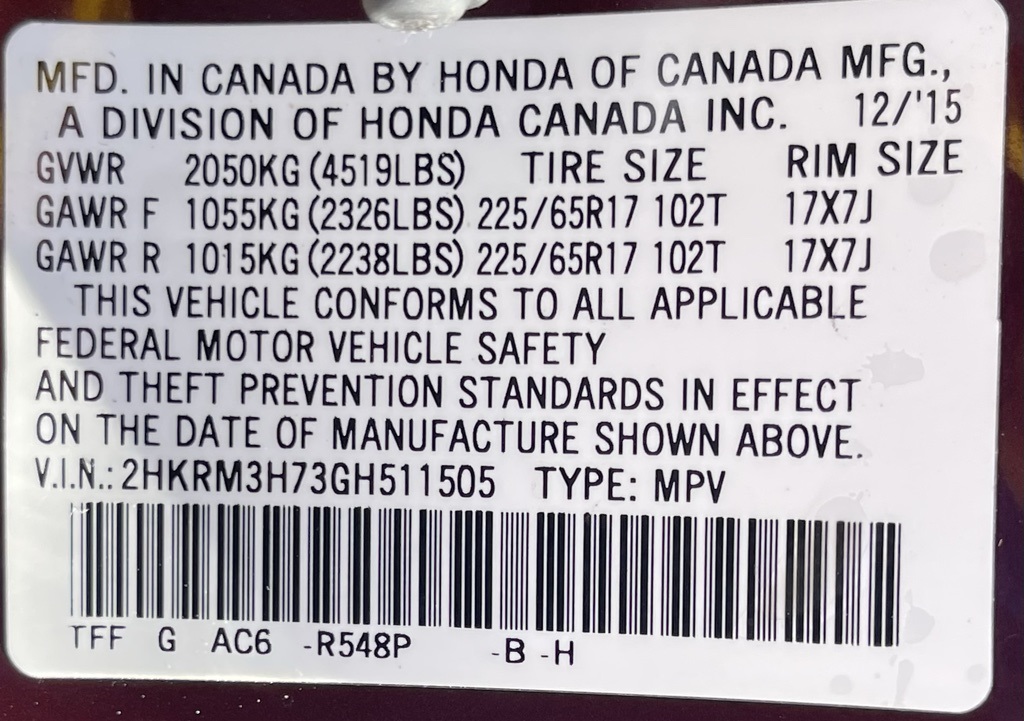 MFD. IN CANADA BY HONDA OF CANADA MFG.,
A DIVISION OF HONDA CANADA INC. 12/'15
GVWR 2050KG (4519LBS) TIRE SIZE RIM SIZE
GAWR F 1055KG (2326LBS) 225/65R17 102T 17X7J
GAWR R 1015KG (2238LBS) 225/65R17 102T 17X7J
THIS VEHICLE CONFORMS TO ALL APPLICABLE
FEDERAL MOTOR VEHICLE SAFETY
AND THEFT PREVENTION STANDARDS IN EFFECT
ON THE DATE OF MANUFACTURE SHOWN ABOVE.
V.I.N.: 2HKRM3H73GH511505 TYPE: MPV
TFF G AC6 -R548P -B -H